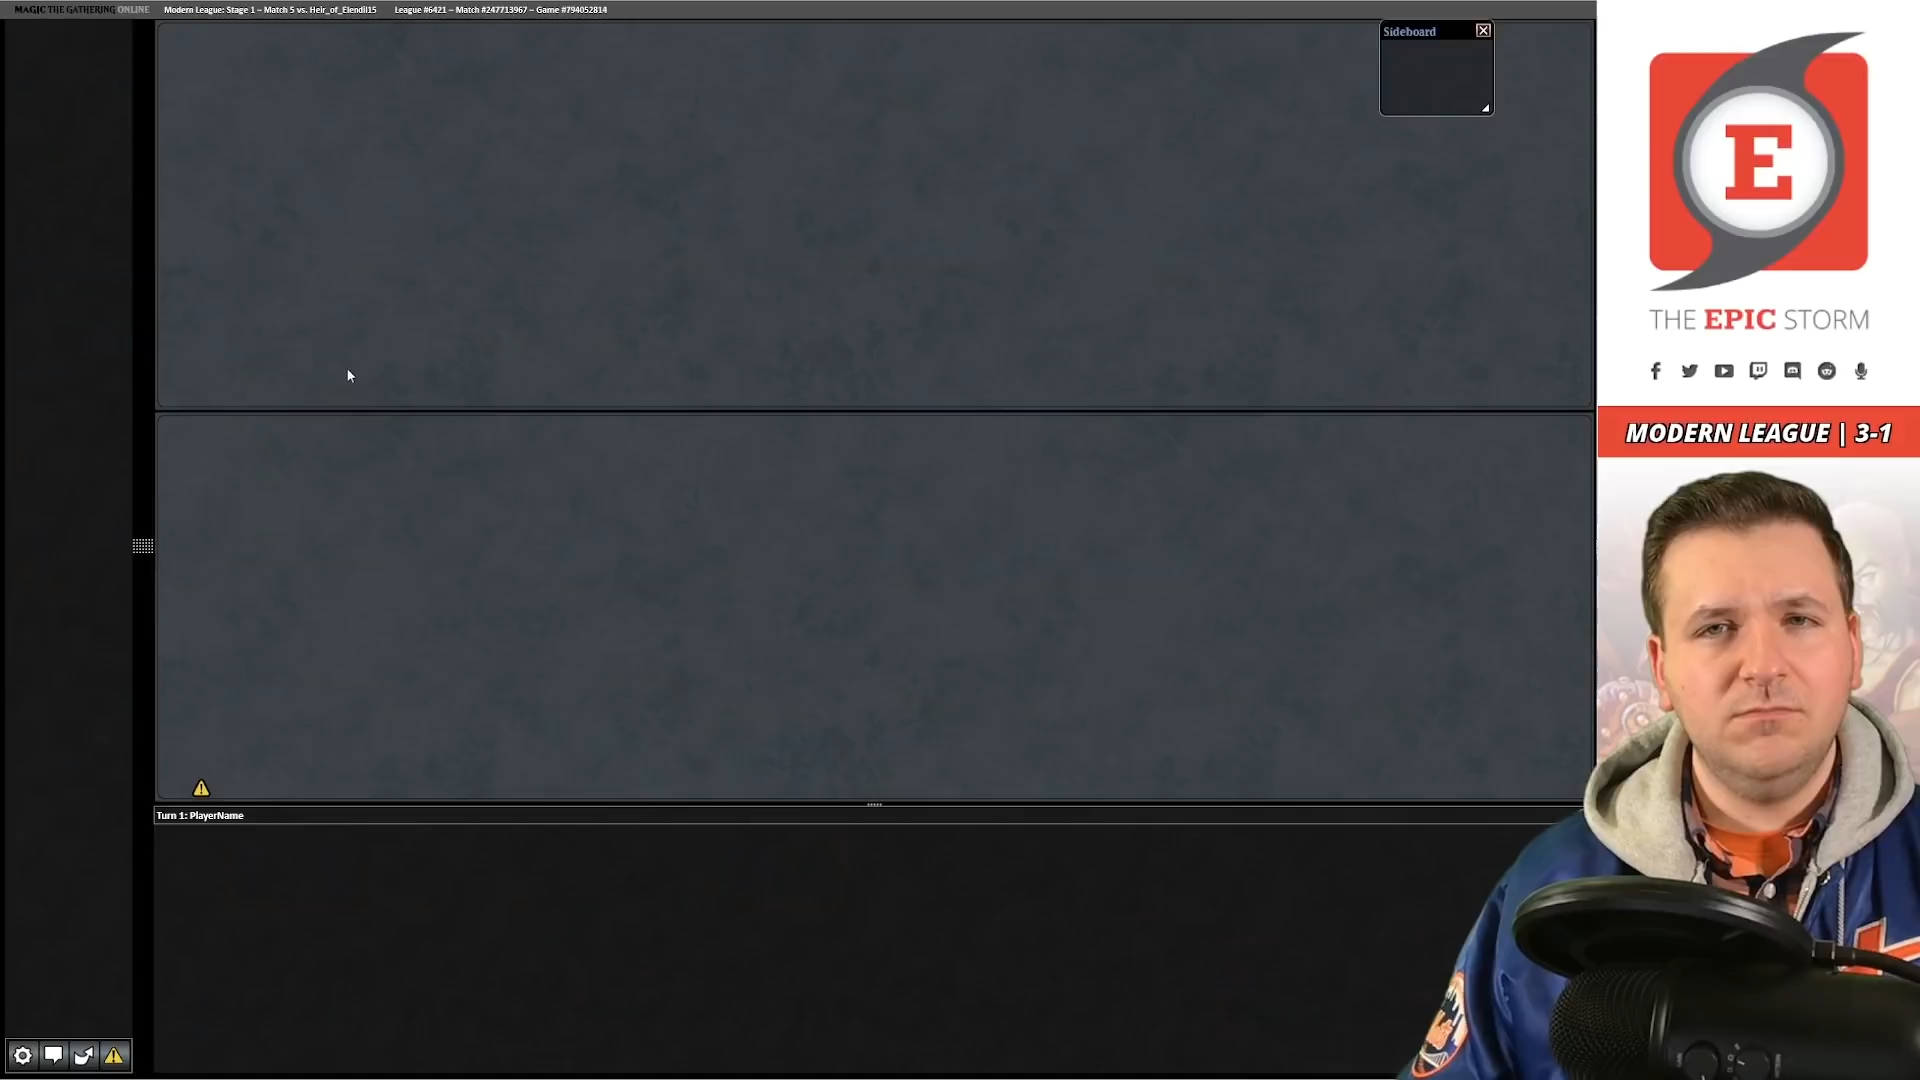 MAGIC THE GATHERING ONLINE
Modern League: Stage 1 – Match 5 vs. Heir_of_Elendil15
League #6421 – Match #247713967 – Game #794052814
Sideboard
E
THE EPIC STORM
MODERN LEAGUE | 3-1
Turn 1: PlayerName